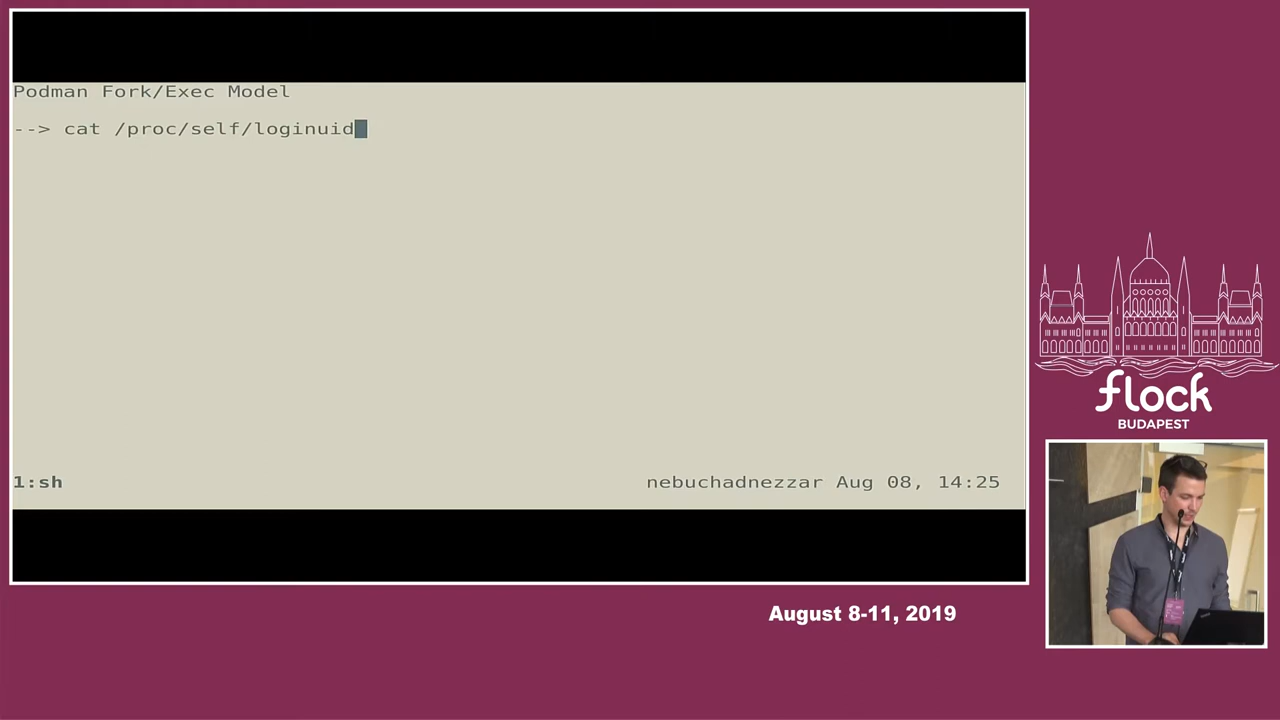 Podman Fork/Exec Model
--> cat /proc/self/loginuid
1:sh
nebuchadnezzar Aug 08, 14:25
flock
BUDAPEST
August 8-11, 2019